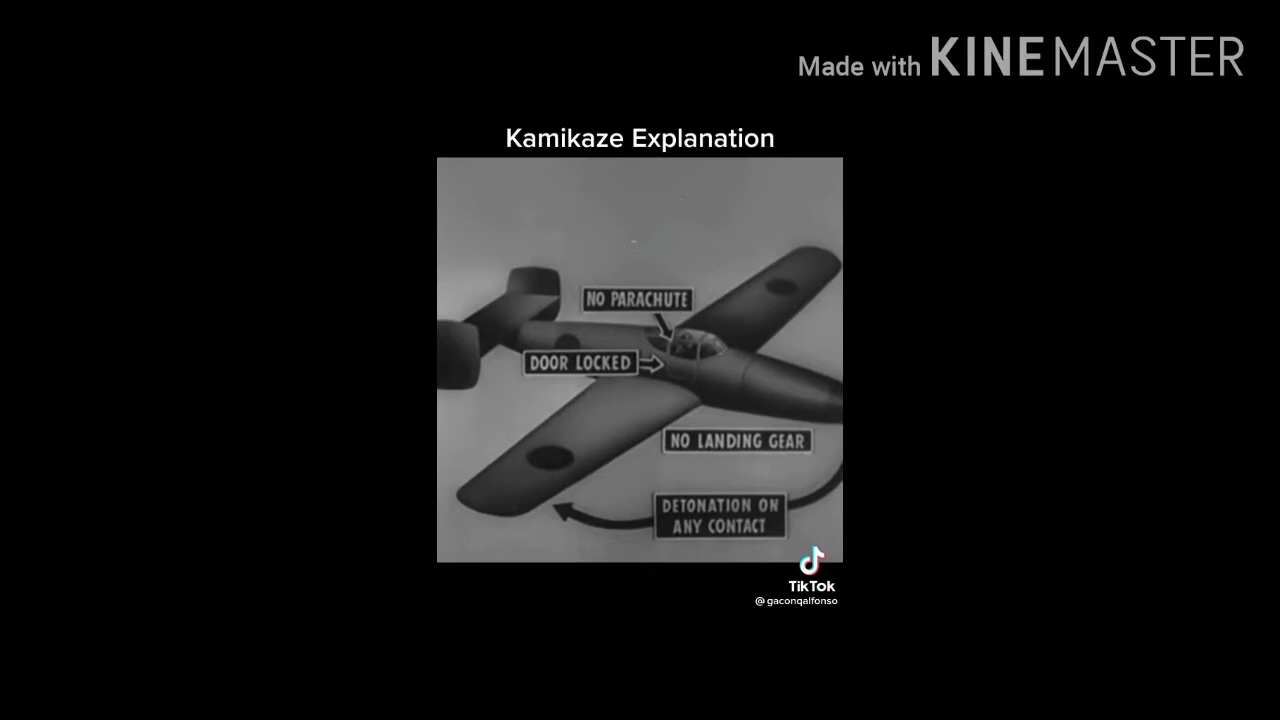 Made with KINEMASTER
Kamikaze Explanation
NO PARACHUTE
DOOR LOCKED
NO LANDING GEAR
DETONATION ON
ANY CONTACT
TikTok
@ gaconqalfonso